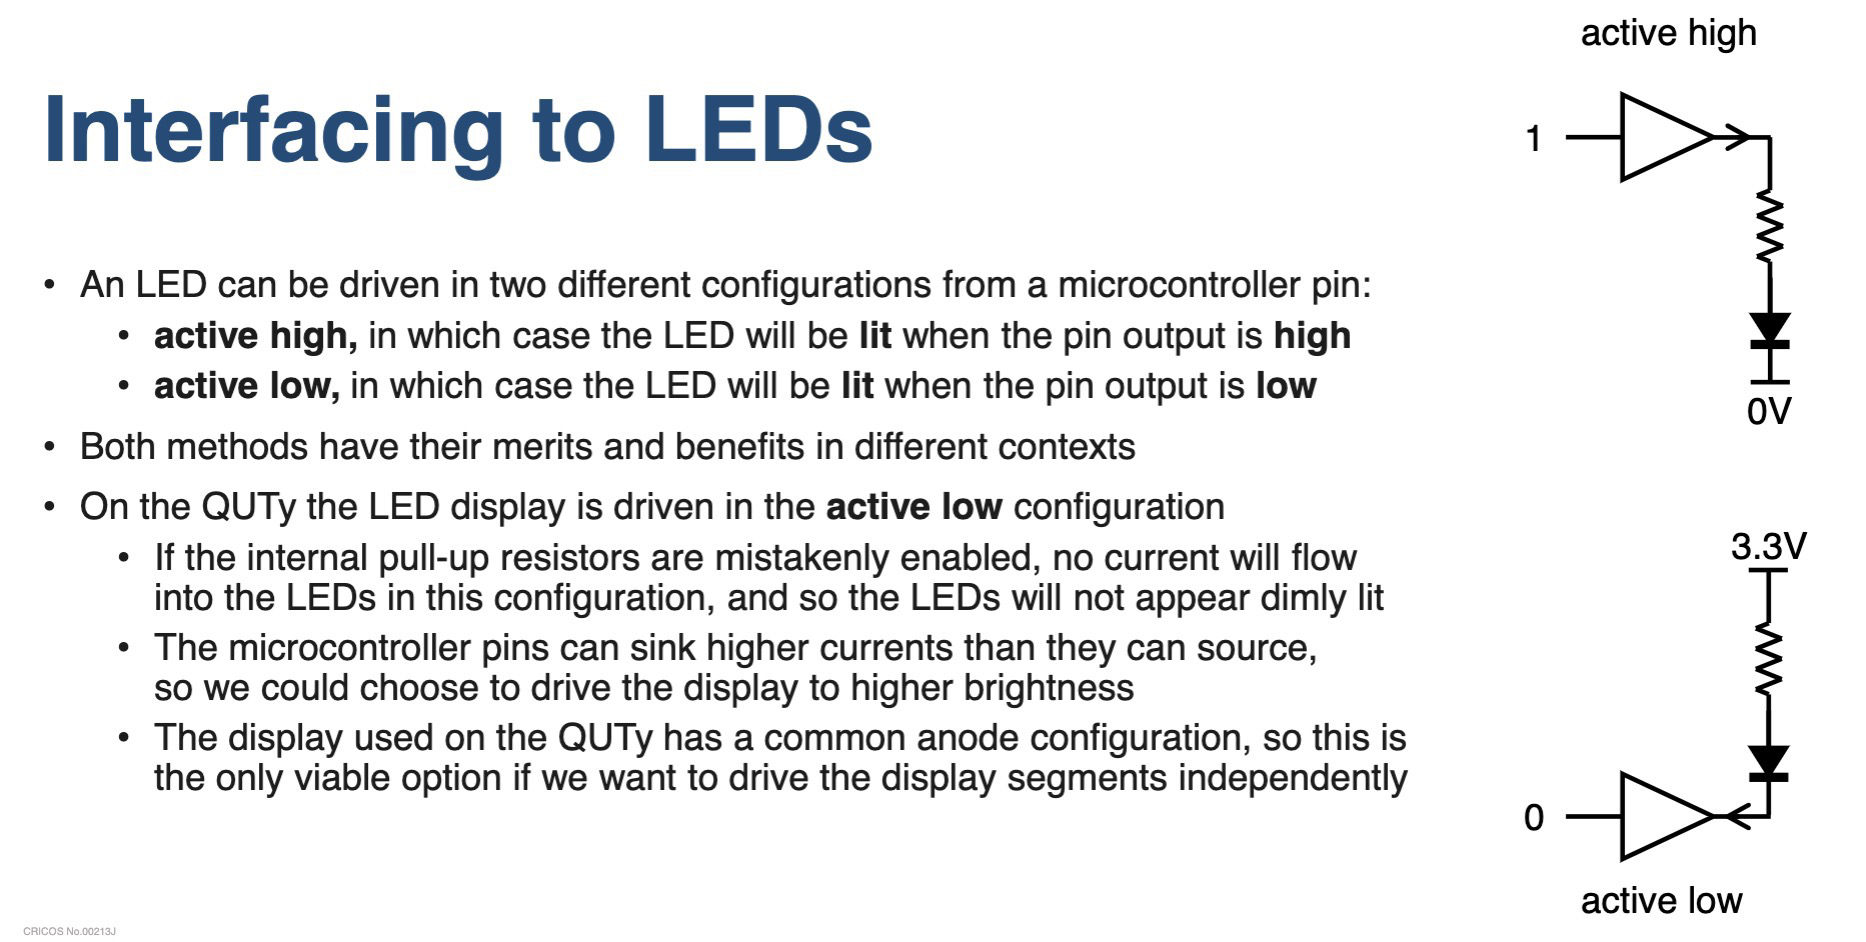 Interfacing to LEDs
• An LED can be driven in two different configurations from a microcontroller pin:
• active high, in which case the LED will be lit when the pin output is high
• active low, in which case the LED will be lit when the pin output is low
• Both methods have their merits and benefits in different contexts
• On the QUTy the LED display is driven in the active low configuration
• If the internal pull-up resistors are mistakenly enabled, no current will flow
into the LEDs in this configuration, and so the LEDs will not appear dimly lit
• The microcontroller pins can sink higher currents than they can source,
so we could choose to drive the display to higher brightness
• The display used on the QUTy has a common anode configuration, so this is
the only viable option if we want to drive the display segments independently
active high
1
0V
3.3V
0
active low
CRICOS No.00213J